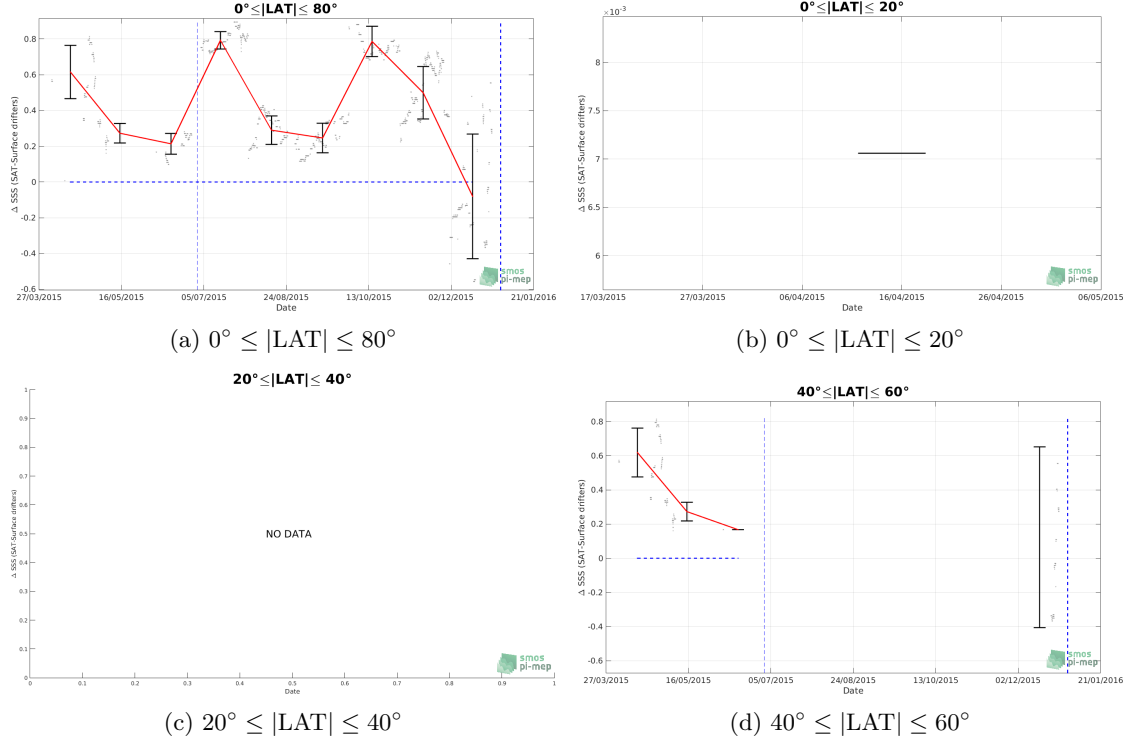 0°≤|LAT|≤ 80°
Δ SSS (SAT-Surface drifters)
0.8
0.6
0.4
0.2
0
-0.2
-0.4
-0.6
27/03/2015 16/05/2015 05/07/2015 24/08/2015 13/10/2015 02/12/2015 21/01/2016
Date
smos
pi-mep
(a) 0° ≤ |LAT| ≤ 80°
0°≤|LAT|≤ 20°
×10⁻³
Δ SSS (SAT-Surface drifters)
8
7.5
7
6.5
6
17/03/2015 27/03/2015 06/04/2015 16/04/2015 26/04/2015 06/05/2015
Date
smos
pi-mep
(b) 0° ≤ |LAT| ≤ 20°
20°≤|LAT|≤ 40°
Δ SSS (SAT-Surface drifters)
1
0.9
0.8
0.7
0.6
0.5
0.4
0.3
0.2
0.1
0
NO DATA
0 0.1 0.2 0.3 0.4 0.5 0.6 0.7 0.8 0.9 1
Date
smos
pi-mep
(c) 20° ≤ |LAT| ≤ 40°
40°≤|LAT|≤ 60°
Δ SSS (SAT-Surface drifters)
0.8
0.6
0.4
0.2
0
-0.2
-0.4
-0.6
27/03/2015 16/05/2015 05/07/2015 24/08/2015 13/10/2015 02/12/2015 21/01/2016
Date
smos
pi-mep
(d) 40° ≤ |LAT| ≤ 60°